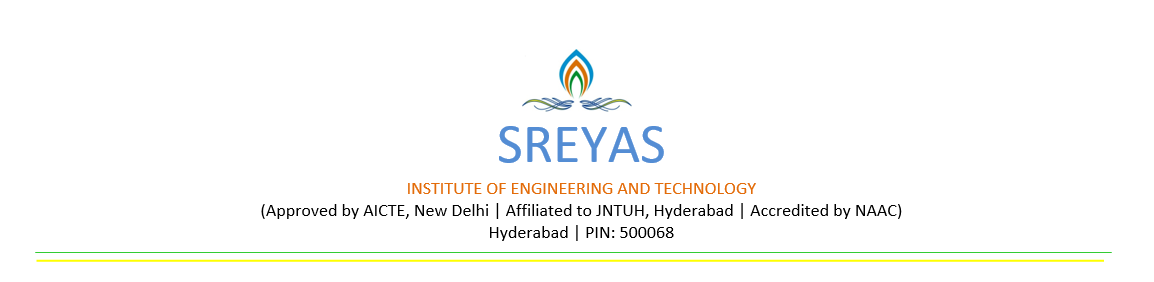 SREYAS
INSTITUTE OF ENGINEERING AND TECHNOLOGY
(Approved by AICTE, New Delhi | Affiliated to JNTUH, Hyderabad | Accredited by NAAC)
Hyderabad | PIN: 500068